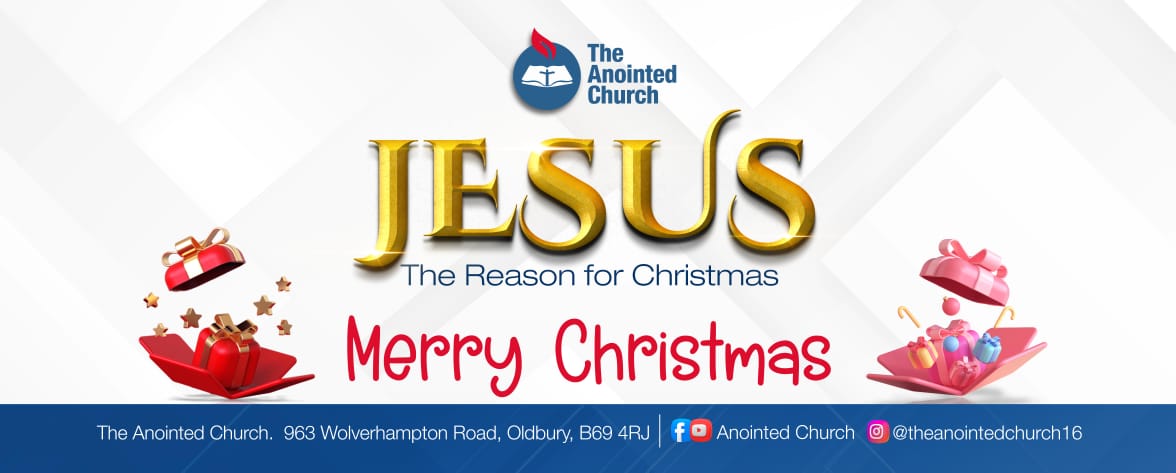 The
Anointed
Church
JESUS
The Reason for Christmas
Merry Christmas
The Anointed Church. 963 Wolverhampton Road, Oldbury, B69 4RJ | Anointed Church @theanointedchurch16